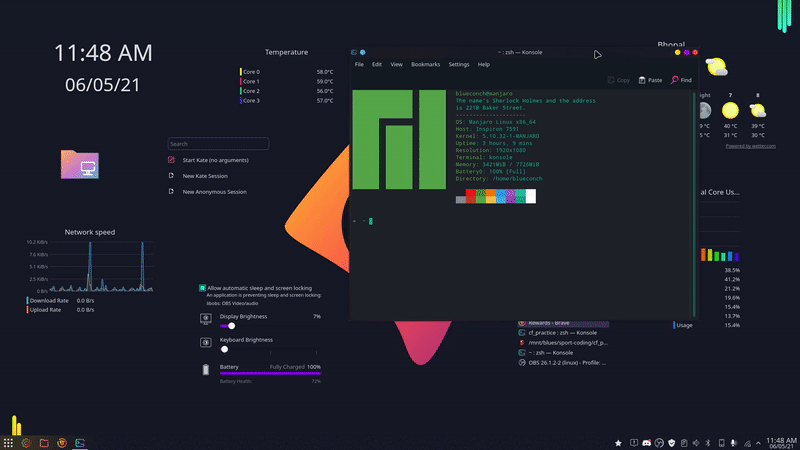 11:48 AM
06/05/21
Temperature
Core 0 58.0°C
Core 1 59.0°C
Core 2 56.0°C
Core 3 57.0°C
Search
Start Kate (no arguments)
New Kate Session
New Anonymous Session
Network speed
10.2 KiB/s
7.6 KiB/s
5.1 KiB/s
2.5 KiB/s
0 B/s
Download Rate 0.0 B/s
Upload Rate 0.0 B/s
Allow automatic sleep and screen locking
An application is preventing sleep and screen locking:
libobs: OBS Video/audio
Display Brightness 7%
Keyboard Brightness
Battery Fully Charged 100%
Battery Health: 72%
~ : zsh — Konsole
File Edit View Bookmarks Settings Help
Copy Paste Find
blueconch@manjaro
The name's Sherlock Holmes and the address
is 221B Baker Street.
---------------------
OS: Manjaro Linux x86_64
Host: Inspiron 7591
Kernel: 5.10.32-1-MANJARO
Uptime: 3 hours, 9 mins
Resolution: 1920x1080
Terminal: konsole
Memory: 3421MiB / 7726MiB
Battery0: 100% [Full]
Directory: /home/blueconch
~
Bhopal
ight 7 8
9 °C 40 °C 39 °C
31 °C 30 °C
Powered by wetter.com
al Core Us...
38.5%
41.2%
21.2%
19.6%
15.4%
13.7%
Usage 15.4%
Rewards - Brave
cf_practice : zsh — Konsole
/mnt/blues/sport-coding/cf_p...
~ : zsh — Konsole
OBS 26.1.2-2 (linux) - Profile: ...
11:48 AM
06/05/21